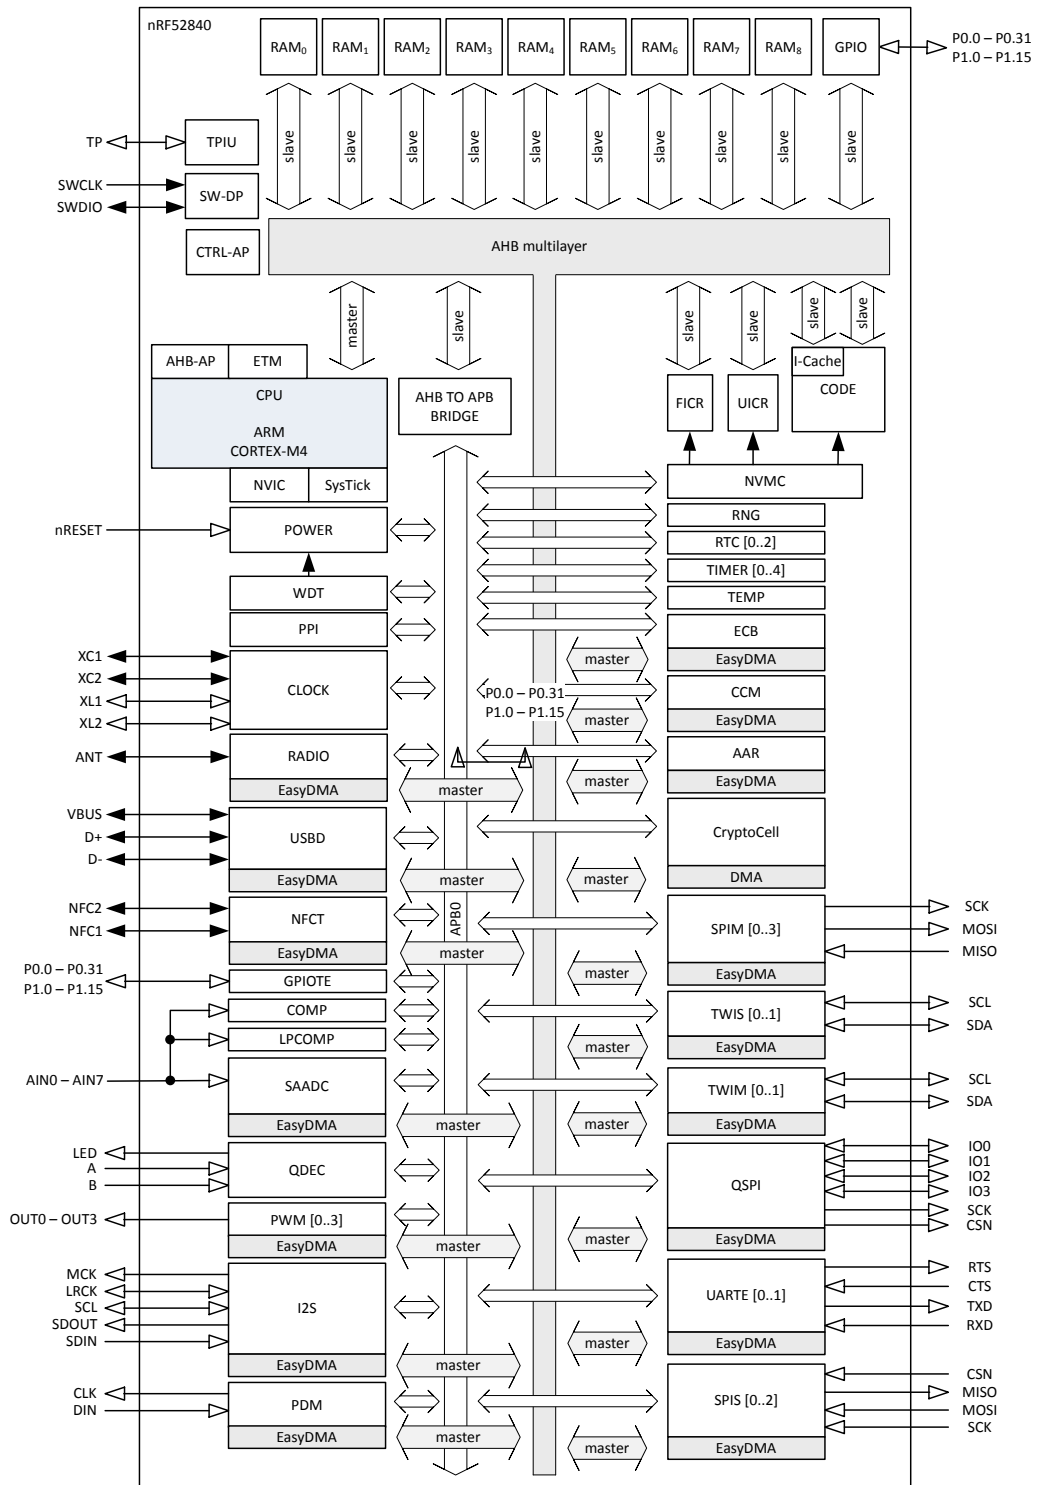 nRF52840
RAM0
RAM1
RAM2
RAM3
RAM4
RAM5
RAM6
RAM7
RAM8
GPIO
P0.0 – P0.31
P1.0 – P1.15
slave
slave
slave
slave
slave
slave
slave
slave
slave
slave
TP
TPIU
SWCLK
SWDIO
SW-DP
CTRL-AP
AHB multilayer
master
slave
slave
slave
slave
slave
AHB-AP
ETM
CPU
ARM
CORTEX-M4
NVIC
SysTick
AHB TO APB
BRIDGE
FICR
UICR
I-Cache
CODE
NVMC
nRESET
POWER
RNG
RTC [0..2]
TIMER [0..4]
WDT
TEMP
PPI
ECB
EasyDMA
master
XC1
XC2
XL1
XL2
CLOCK
P0.0 – P0.31
P1.0 – P1.15
CCM
EasyDMA
master
ANT
RADIO
EasyDMA
master
AAR
EasyDMA
master
VBUS
D+
D-
USBD
EasyDMA
master
CryptoCell
DMA
master
NFC2
NFC1
NFCT
EasyDMA
master
APB0
SPIM [0..3]
EasyDMA
master
SCK
MOSI
MISO
P0.0 – P0.31
P1.0 – P1.15
GPIOTE
COMP
LPCOMP
TWIS [0..1]
EasyDMA
master
SCL
SDA
AIN0 – AIN7
SAADC
EasyDMA
master
TWIM [0..1]
EasyDMA
master
SCL
SDA
LED
A
B
QDEC
QSPI
EasyDMA
master
IO0
IO1
IO2
IO3
SCK
CSN
OUT0 – OUT3
PWM [0..3]
EasyDMA
master
MCK
LRCK
SCL
SDOUT
SDIN
I2S
EasyDMA
master
UARTE [0..1]
EasyDMA
master
RTS
CTS
TXD
RXD
CLK
DIN
PDM
EasyDMA
master
SPIS [0..2]
EasyDMA
master
CSN
MISO
MOSI
SCK